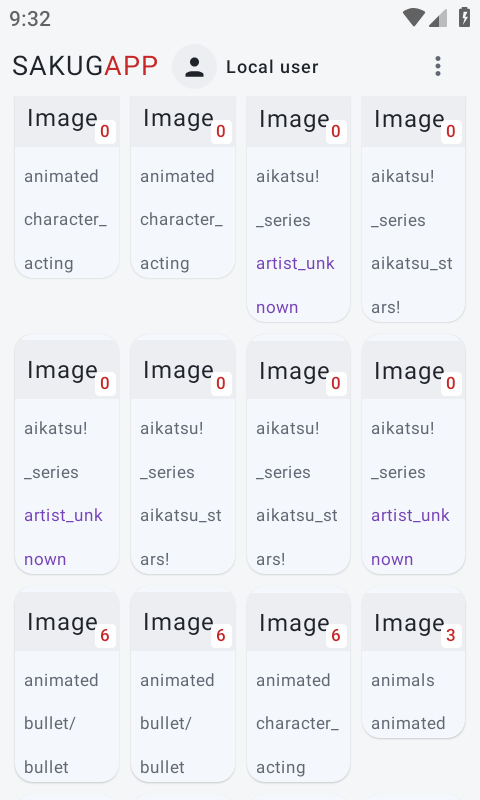 9:32
SAKUGAPP Local user
Image 0 Image 0 Image 0 Image 0
animated animated aikatsu! aikatsu!
character_ character_ _series _series
acting acting artist_unk aikatsu_st
nown ars!
Image 0 Image 0 Image 0 Image 0
aikatsu! aikatsu! aikatsu! aikatsu!
_series _series _series _series
artist_unk aikatsu_st aikatsu_st artist_unk
nown ars! ars! nown
Image 6 Image 6 Image 6 Image 3
animated animated animated animals
bullet/ bullet/ character_ animated
bullet bullet acting